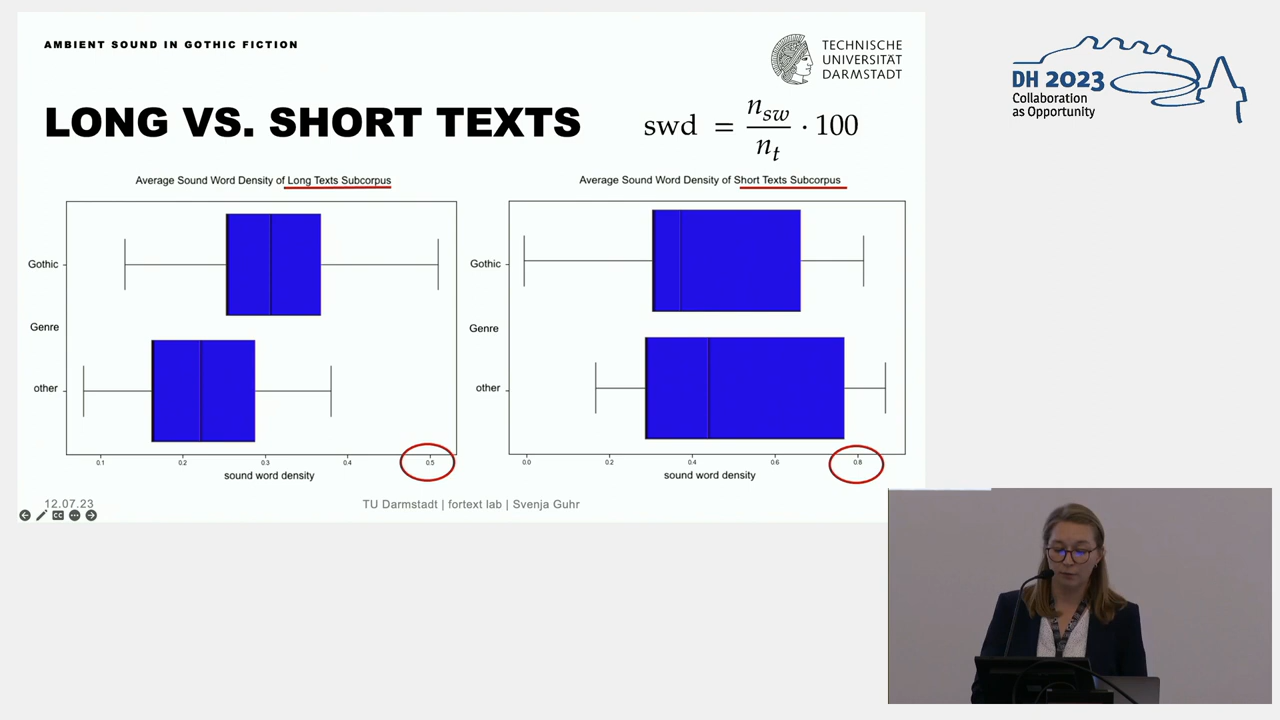 AMBIENT SOUND IN GOTHIC FICTION
TECHNISCHE
UNIVERSITÄT
DARMSTADT
DH 2023
Collaboration
as Opportunity
LONG VS. SHORT TEXTS
swd = n_sw / n_t · 100
Average Sound Word Density of Long Texts Subcorpus
Gothic
Genre
other
0.1 0.2 0.3 0.4 0.5
sound word density
Average Sound Word Density of Short Texts Subcorpus
Gothic
Genre
other
0.0 0.2 0.4 0.6 0.8
sound word density
12.07.23
TU Darmstadt | fortext lab | Svenja Guhr
CC
DH 2023